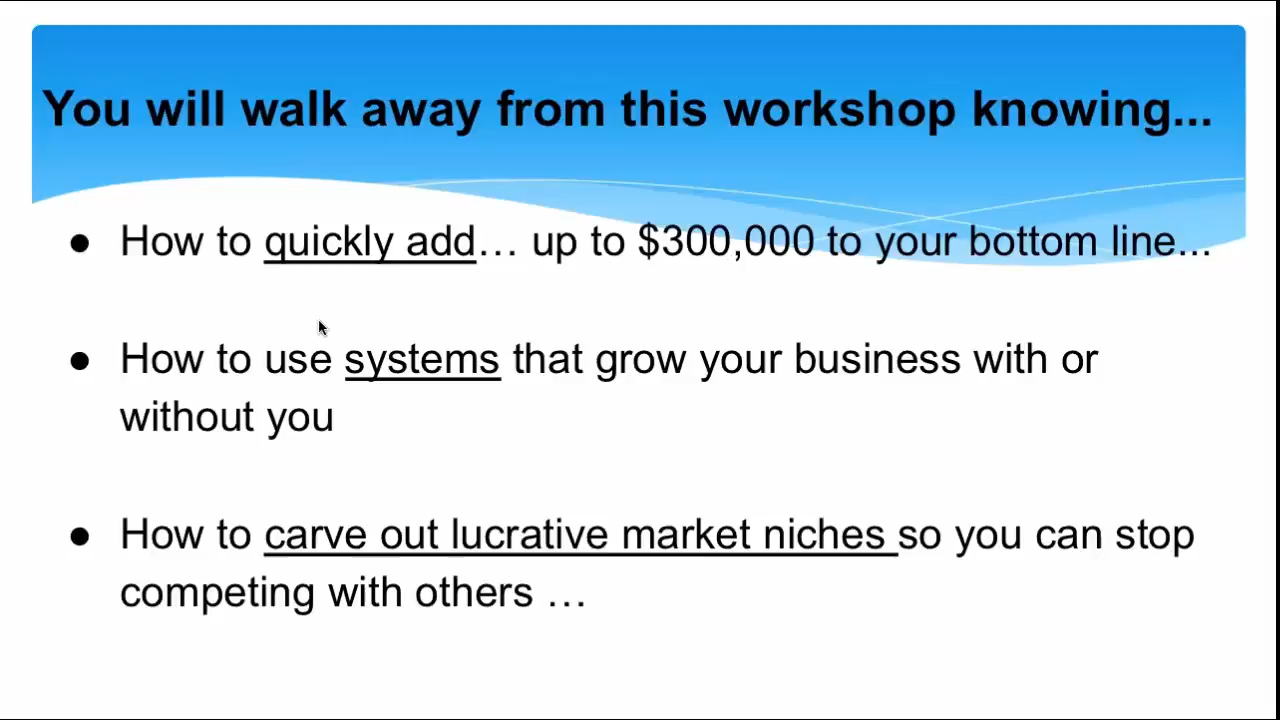 You will walk away from this workshop knowing...
● How to quickly add… up to $300,000 to your bottom line...
● How to use systems that grow your business with or
without you
● How to carve out lucrative market niches so you can stop
competing with others …